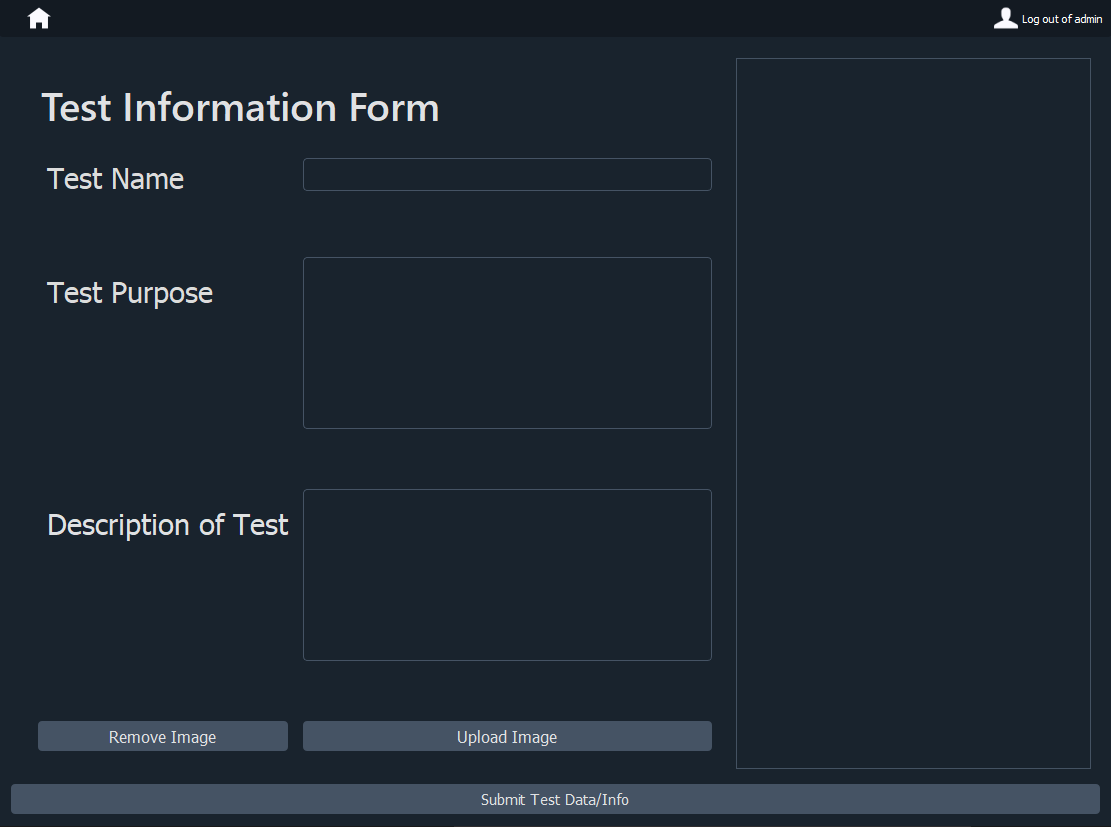 Log out of admin
Test Information Form
Test Name
Test Purpose
Description of Test
Remove Image
Upload Image
Submit Test Data/Info